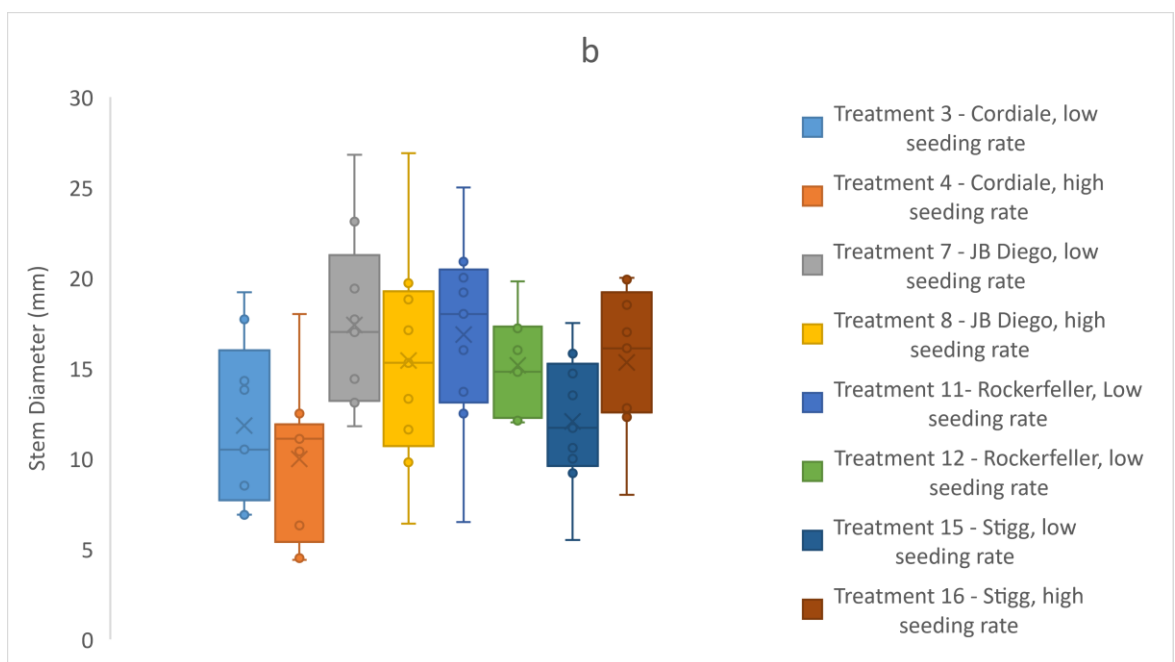 b
30
25
20
15
10
5
0
Stem Diameter (mm)
Treatment 3 - Cordiale, low
seeding rate
Treatment 4 - Cordiale, high
seeding rate
Treatment 7 - JB Diego, low
seeding rate
Treatment 8 - JB Diego, high
seeding rate
Treatment 11- Rockerfeller, Low
seeding rate
Treatment 12 - Rockerfeller, low
seeding rate
Treatment 15 - Stigg, low
seeding rate
Treatment 16 - Stigg, high
seeding rate